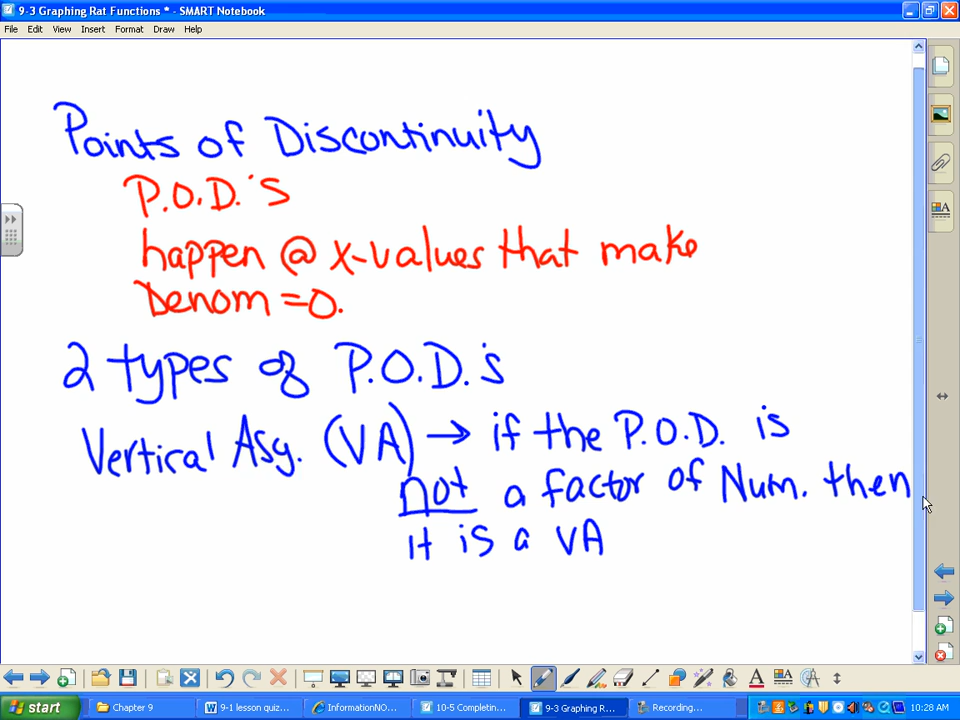 9-3 Graphing Rat Functions * - SMART Notebook
File Edit View Insert Format Draw Help
Points of Discontinuity
P.O.D.'s
happen @ x-values that make
Denom = 0.
2 types of P.O.D.'s
Vertical Asy. (VA) → if the P.O.D. is
not a factor of Num. then
it is a VA
start Chapter 9 9-1 lesson quiz... InformationNO... 10-5 Completin... 9-3 Graphing R... Recording... 10:28 AM